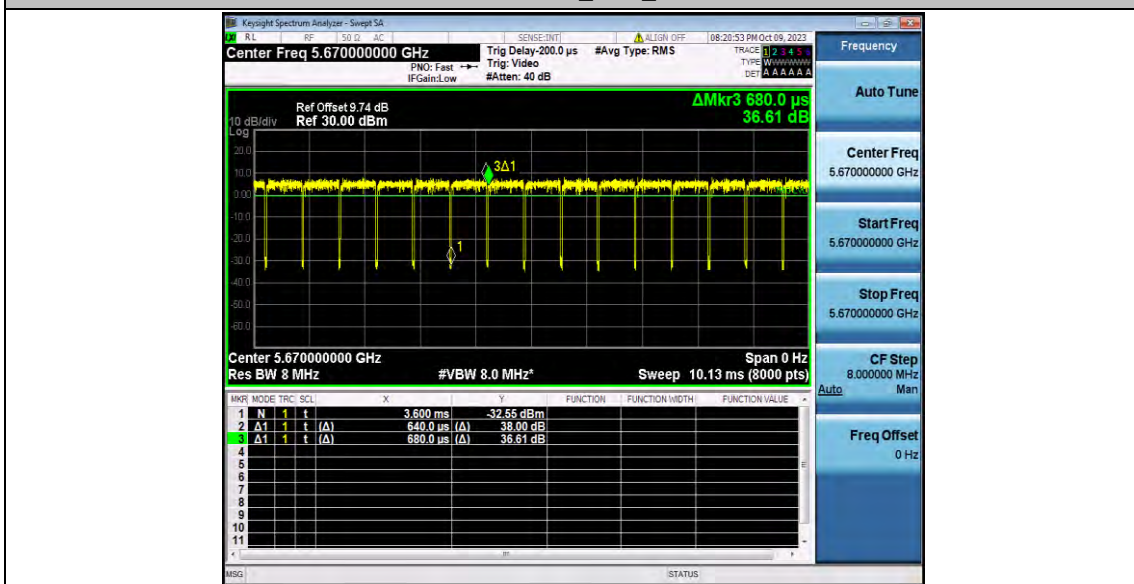 Keysight Spectrum Analyzer - Swept SA
RL RF 50 Ω AC SENSE:INT ALIGN OFF 08:20:53 PM Oct 09, 2023
Center Freq 5.670000000 GHz
PNO: Fast
IFGain:Low
Trig Delay-200.0 µs
Trig: Video
#Atten: 40 dB
#Avg Type: RMS
TRACE 1 2 3 4 5 6
TYPE W
DET A A A A A A
Frequency
Auto Tune
ΔMkr3 680.0 µs
36.61 dB
Ref Offset 9.74 dB
10 dB/div Ref 30.00 dBm
Log
20.0
10.0
0.00
-10.0
-20.0
-30.0
-40.0
-50.0
-60.0
3Δ1
1
Center 5.670000000 GHz Span 0 Hz
Res BW 8 MHz #VBW 8.0 MHz* Sweep 10.13 ms (8000 pts)
MKR MODE TRC SCL X Y FUNCTION FUNCTION WIDTH FUNCTION VALUE
1 N 1 t 3.600 ms -32.55 dBm
2 Δ1 1 t (Δ) 640.0 µs (Δ) 38.00 dB
3 Δ1 1 t (Δ) 680.0 µs (Δ) 36.61 dB
4
5
6
7
8
9
10
11
Center Freq
5.670000000 GHz
Start Freq
5.670000000 GHz
Stop Freq
5.670000000 GHz
CF Step
8.000000 MHz
Auto Man
Freq Offset
0 Hz
MSG STATUS